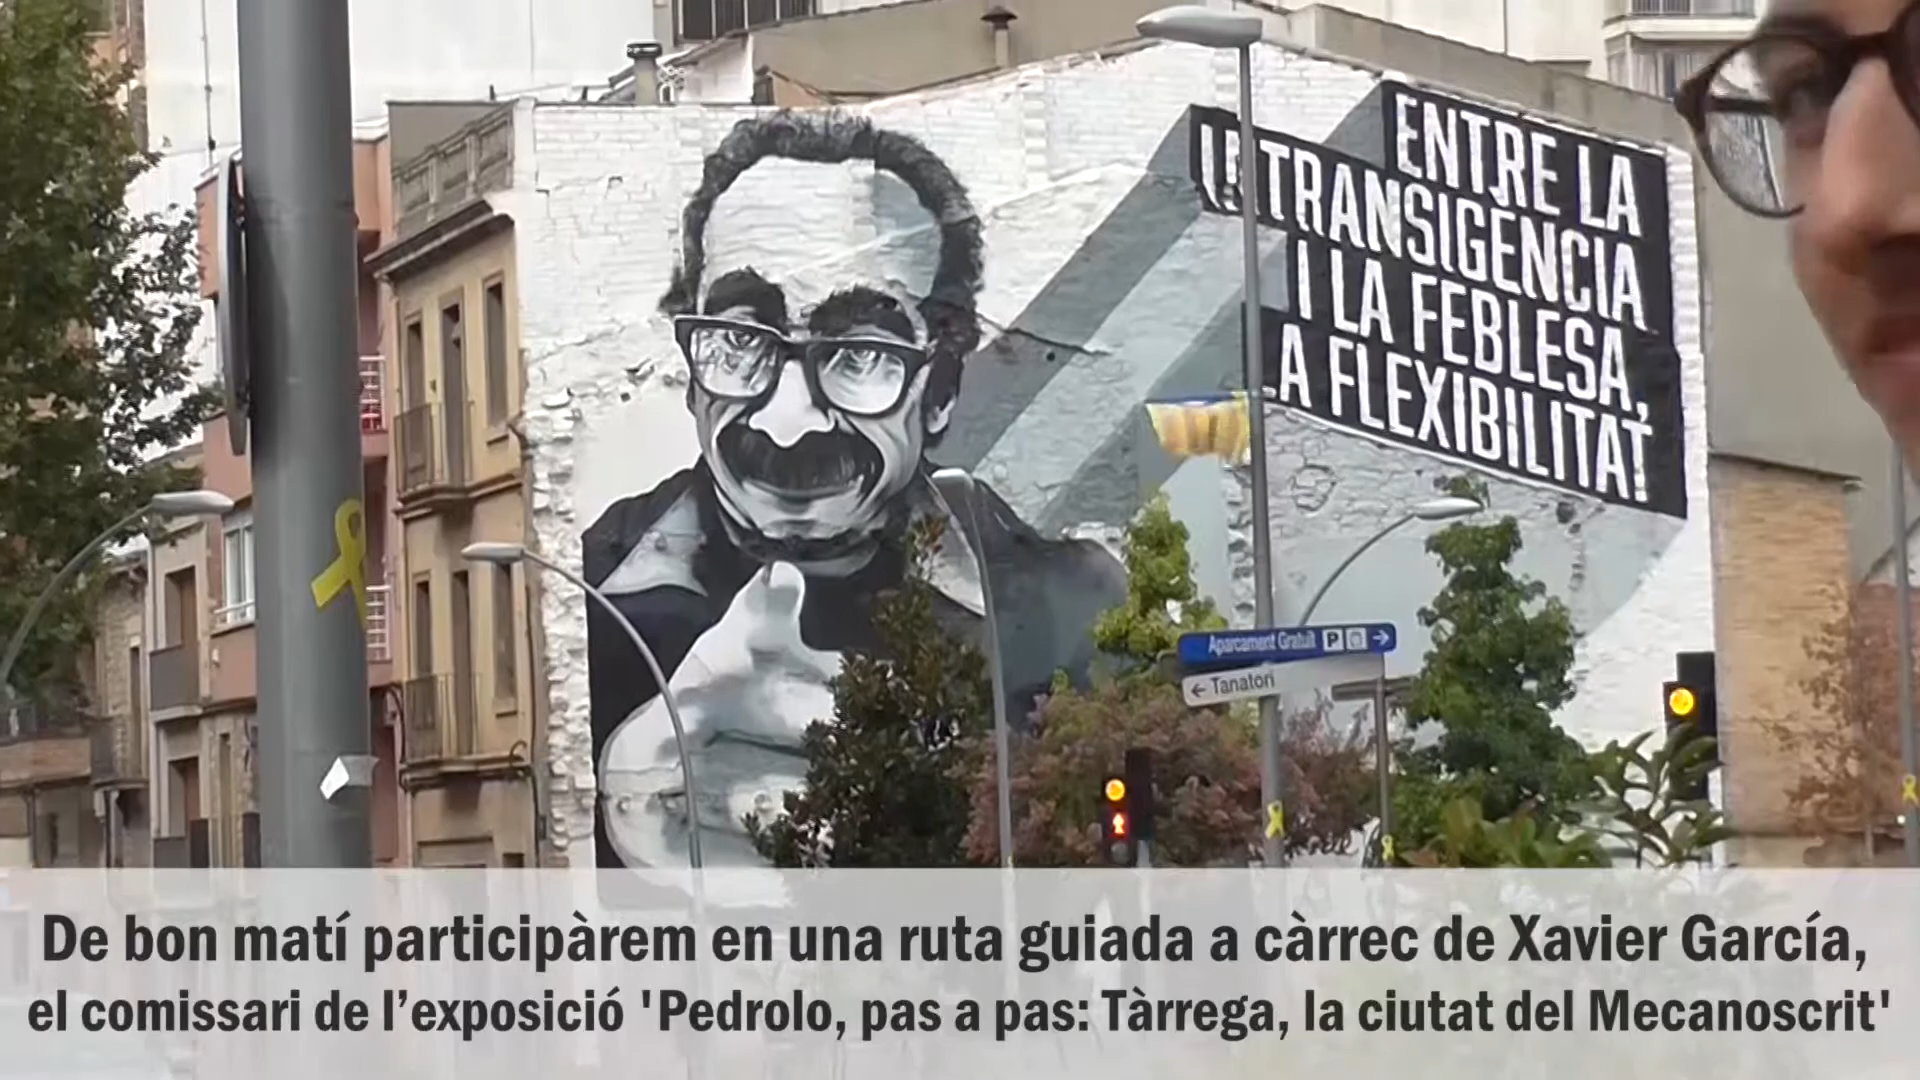 ENTRE LA
INTRANSIGÈNCIA
I LA FEBLESA,
LA FLEXIBILITAT
Aparcament Gratuït P
← Tanatori
De bon matí participàrem en una ruta guiada a càrrec de Xavier García,
el comissari de l’exposició 'Pedrolo, pas a pas: Tàrrega, la ciutat del Mecanoscrit'